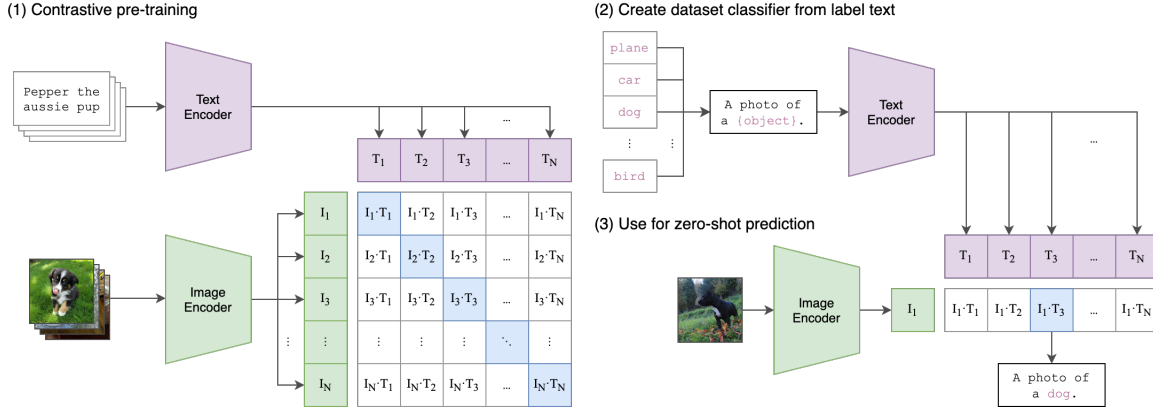 (1) Contrastive pre-training
Pepper the
aussie pup
Text
Encoder
...
T1 T2 T3 ... TN
I1 I1·T1 I1·T2 I1·T3 ... I1·TN
I2 I2·T1 I2·T2 I2·T3 ... I2·TN
Image
Encoder
I3 I3·T1 I3·T2 I3·T3 ... I3·TN
⋮ ⋮ ⋮ ⋮ ⋮ ⋱ ⋮
IN IN·T1 IN·T2 IN·T3 ... IN·TN
(2) Create dataset classifier from label text
plane
car
dog
⋮ ⋮
bird
A photo of
a {object}.
Text
Encoder
...
(3) Use for zero-shot prediction
Image
Encoder
T1 T2 T3 ... TN
I1 I1·T1 I1·T2 I1·T3 ... I1·TN
A photo of
a dog.